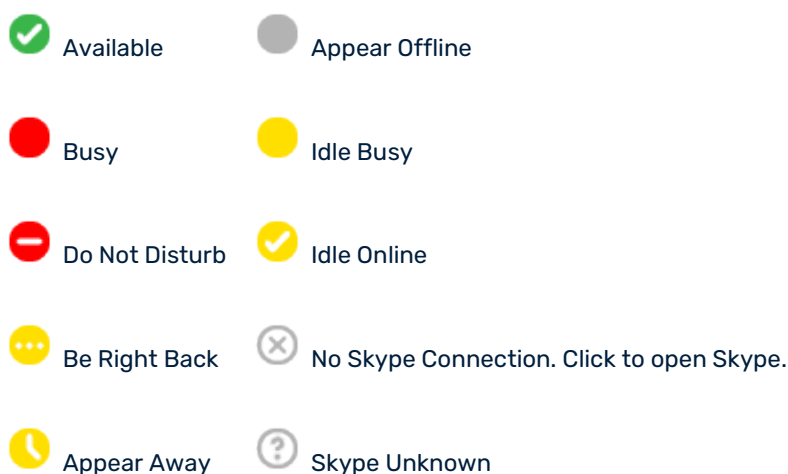 Available
Appear Offline
Busy
Idle Busy
Do Not Disturb
Idle Online
Be Right Back
No Skype Connection. Click to open Skype.
Appear Away
Skype Unknown